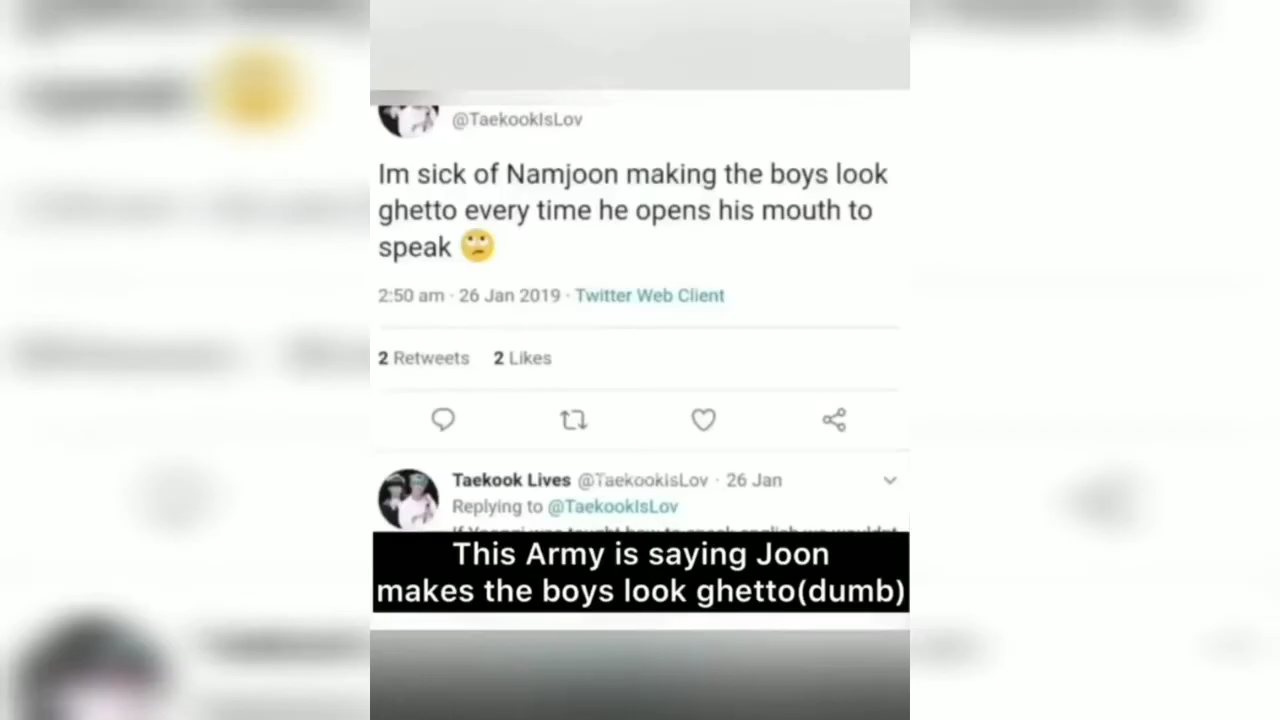 @TaekookIsLov
Im sick of Namjoon making the boys look
ghetto every time he opens his mouth to
speak 🙄
2:50 am · 26 Jan 2019 · Twitter Web Client
2 Retweets 2 Likes
Taekook Lives @TaekookIsLov · 26 Jan
Replying to @TaekookIsLov
This Army is saying Joon
makes the boys look ghetto(dumb)